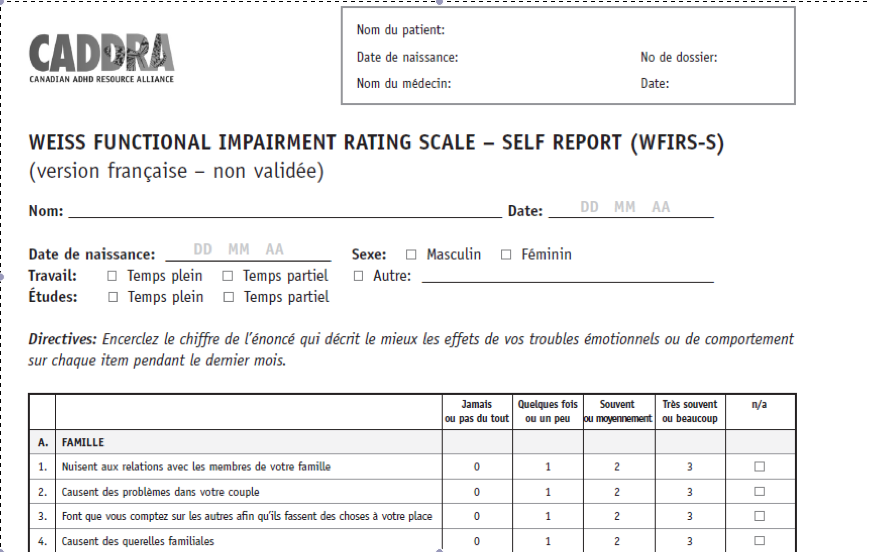 CADDRA
CANADIAN ADHD RESOURCE ALLIANCE
Nom du patient:
Date de naissance: No de dossier:
Nom du médecin: Date:
WEISS FUNCTIONAL IMPAIRMENT RATING SCALE – SELF REPORT (WFIRS-S)
(version française – non validée)
Nom: Date: DD MM AA
Date de naissance: DD MM AA Sexe: Masculin Féminin
Travail: Temps plein Temps partiel Autre:
Études: Temps plein Temps partiel
Directives: Encerclez le chiffre de l'énoncé qui décrit le mieux les effets de vos troubles émotionnels ou de comportement
sur chaque item pendant le dernier mois.
Jamais Quelques fois Souvent Très souvent n/a
ou pas du tout ou un peu ou moyennement ou beaucoup
A. FAMILLE
1. Nuisent aux relations avec les membres de votre famille 0 1 2 3
2. Causent des problèmes dans votre couple 0 1 2 3
3. Font que vous comptez sur les autres afin qu'ils fassent des choses à votre place 0 1 2 3
4. Causent des querelles familiales 0 1 2 3